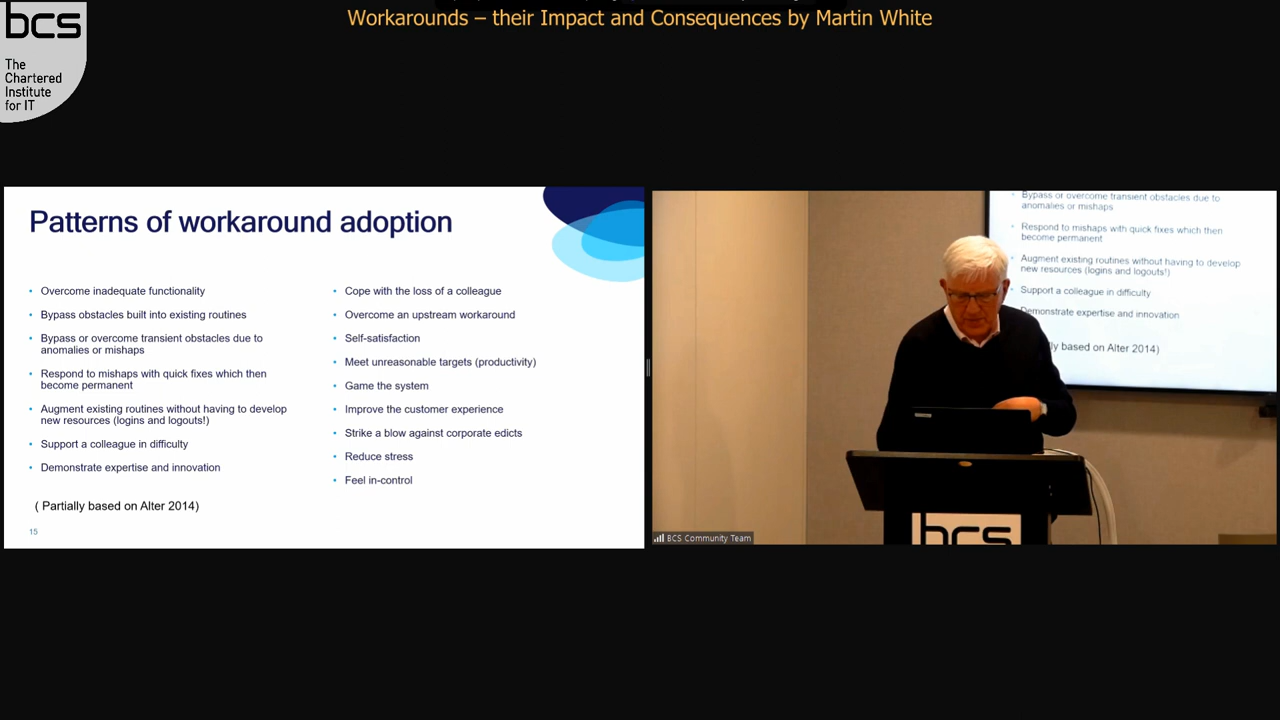 Workarounds – their Impact and Consequences by Martin White
bcs
The
Chartered
Institute
for IT
Patterns of workaround adoption
• Overcome inadequate functionality
• Bypass obstacles built into existing routines
• Bypass or overcome transient obstacles due to
anomalies or mishaps
• Respond to mishaps with quick fixes which then
become permanent
• Augment existing routines without having to develop
new resources (logins and logouts!)
• Support a colleague in difficulty
• Demonstrate expertise and innovation
( Partially based on Alter 2014)
15
• Cope with the loss of a colleague
• Overcome an upstream workaround
• Self-satisfaction
• Meet unreasonable targets (productivity)
• Game the system
• Improve the customer experience
• Strike a blow against corporate edicts
• Reduce stress
• Feel in-control
• Bypass or overcome transient obstacles due to
anomalies or mishaps
• Respond to mishaps with quick fixes which then
become permanent
• Augment existing routines without having to develop
new resources (logins and logouts!)
• Support a colleague in difficulty
Demonstrate expertise and innovation
based on Alter 2014)
bcs
BCS Community Team